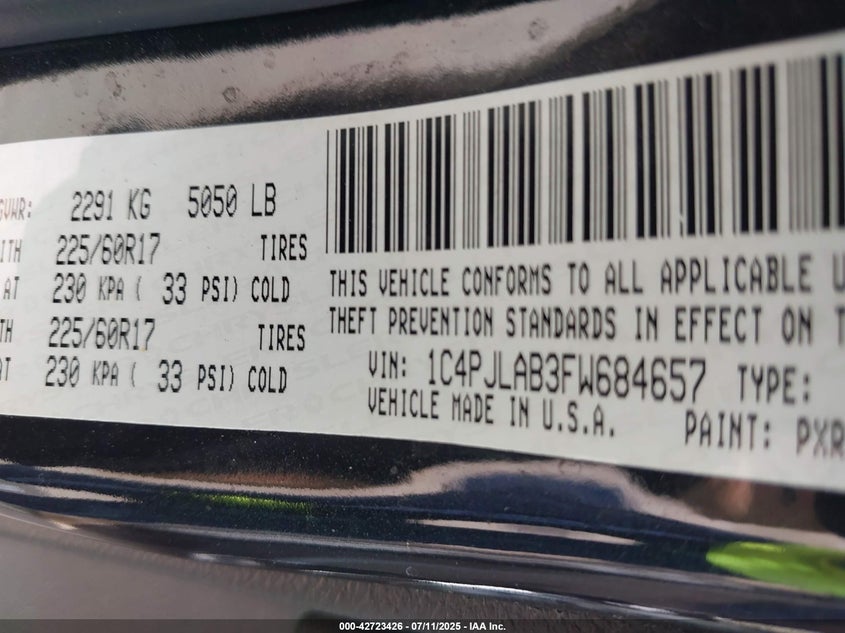 GVWR: 2291 KG 5050 LB
225/60R17 TIRES
AT 230 KPA ( 33 PSI) COLD
225/60R17 TIRES
230 KPA ( 33 PSI) COLD
THIS VEHICLE CONFORMS TO ALL APPLICABLE U
THEFT PREVENTION STANDARDS IN EFFECT ON T
VIN: 1C4PJLAB3FW684657 TYPE:
VEHICLE MADE IN U.S.A. PAINT: PXR
000-42723426 - 07/11/2025 - IAA Inc.